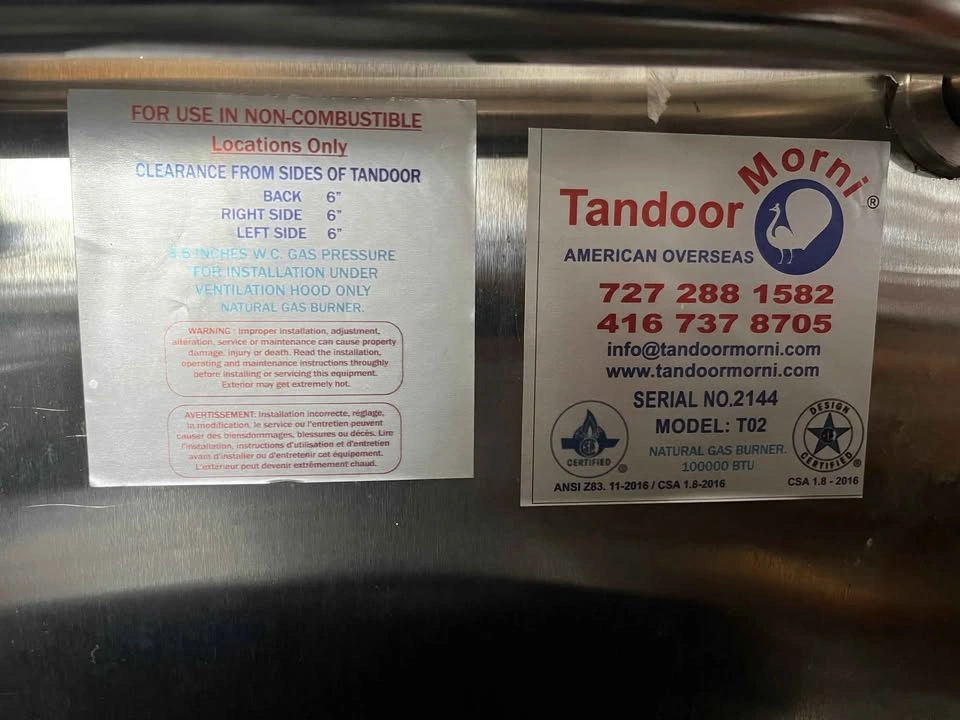 FOR USE IN NON-COMBUSTIBLE
Locations Only
CLEARANCE FROM SIDES OF TANDOOR
BACK 6"
RIGHT SIDE 6"
LEFT SIDE 6"
INCHES W.C. GAS PRESSURE
FOR INSTALLATION UNDER
VENTILATION HOOD ONLY
NATURAL GAS BURNER.
WARNING : Improper installation, adjustment,
alteration, service or maintenance can cause property
damage, injury or death. Read the installation,
operating and maintenance instructions throughly
before installing or servicing this equipment.
Exterior may get extremely hot.
AVERTISSEMENT: Installation incorrecte, réglage,
la modification, le service ou l'entretien peuvent
causer des biensdommages, blessures ou décès. Lire
l'installation, instructions d'utilisation et d'entretien
avant d'installer ou d'entretenir cet équipement.
L'extérieur peut devenir extrêmement chaud.
Tandoor Morni ®
AMERICAN OVERSEAS
727 288 1582
416 737 8705
info@tandoormorni.com
www.tandoormorni.com
SERIAL NO.2144
MODEL: T02
NATURAL GAS BURNER.
100000 BTU
CERTIFIED ®
DESIGN CERTIFIED ®
ANSI Z83. 11-2016 / CSA 1.8-2016
CSA 1.8 - 2016